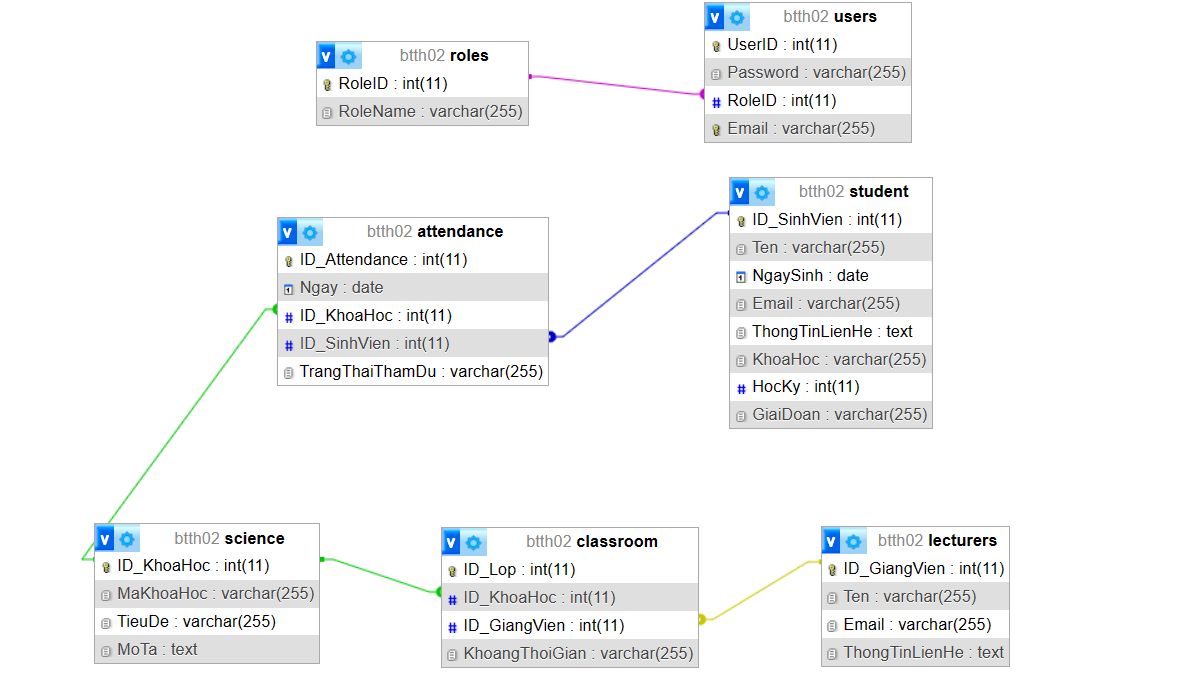 btth02 roles
RoleID : int(11)
RoleName : varchar(255)
btth02 users
UserID : int(11)
Password : varchar(255)
RoleID : int(11)
Email : varchar(255)
btth02 student
ID_SinhVien : int(11)
Ten : varchar(255)
NgaySinh : date
Email : varchar(255)
ThongTinLienHe : text
KhoaHoc : varchar(255)
HocKy : int(11)
GiaiDoan : varchar(255)
btth02 attendance
ID_Attendance : int(11)
Ngay : date
ID_KhoaHoc : int(11)
ID_SinhVien : int(11)
TrangThaiThamDu : varchar(255)
btth02 science
ID_KhoaHoc : int(11)
MaKhoaHoc : varchar(255)
TieuDe : varchar(255)
MoTa : text
btth02 classroom
ID_Lop : int(11)
ID_KhoaHoc : int(11)
ID_GiangVien : int(11)
KhoangThoiGian : varchar(255)
btth02 lecturers
ID_GiangVien : int(11)
Ten : varchar(255)
Email : varchar(255)
ThongTinLienHe : text